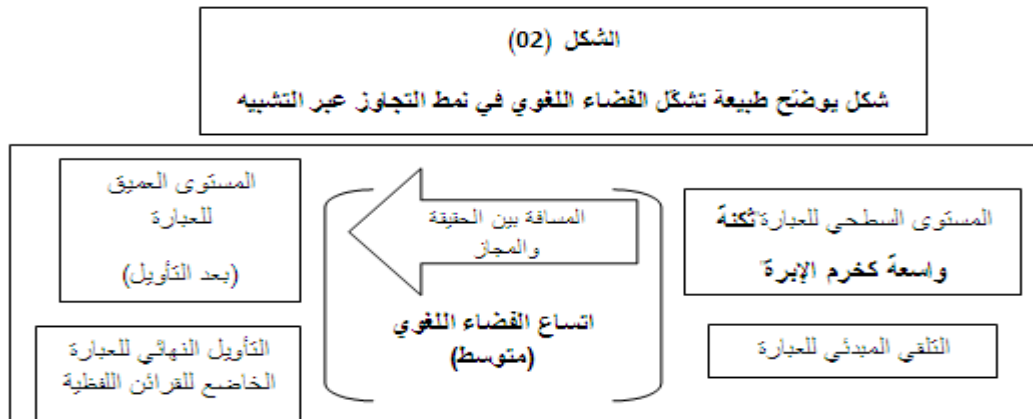 الشكل (02)
شكل يوضّح طبيعة تشكّل الفضاء اللغوي في نمط التجاوز عبر التشبيه
المستوى السطحي للعبارة"ثكنةً
واسعةً كخرم الإبرة"
التلقي المبدئي للعبارة
المسافة بين الحقيقة
والمجاز
اتساع الفضاء اللغوي
(متوسط)
المستوى العميق
للعبارة
(بعد التأويل)
التأويل النهائي للعبارة
الخاضع للقرائن اللفظية